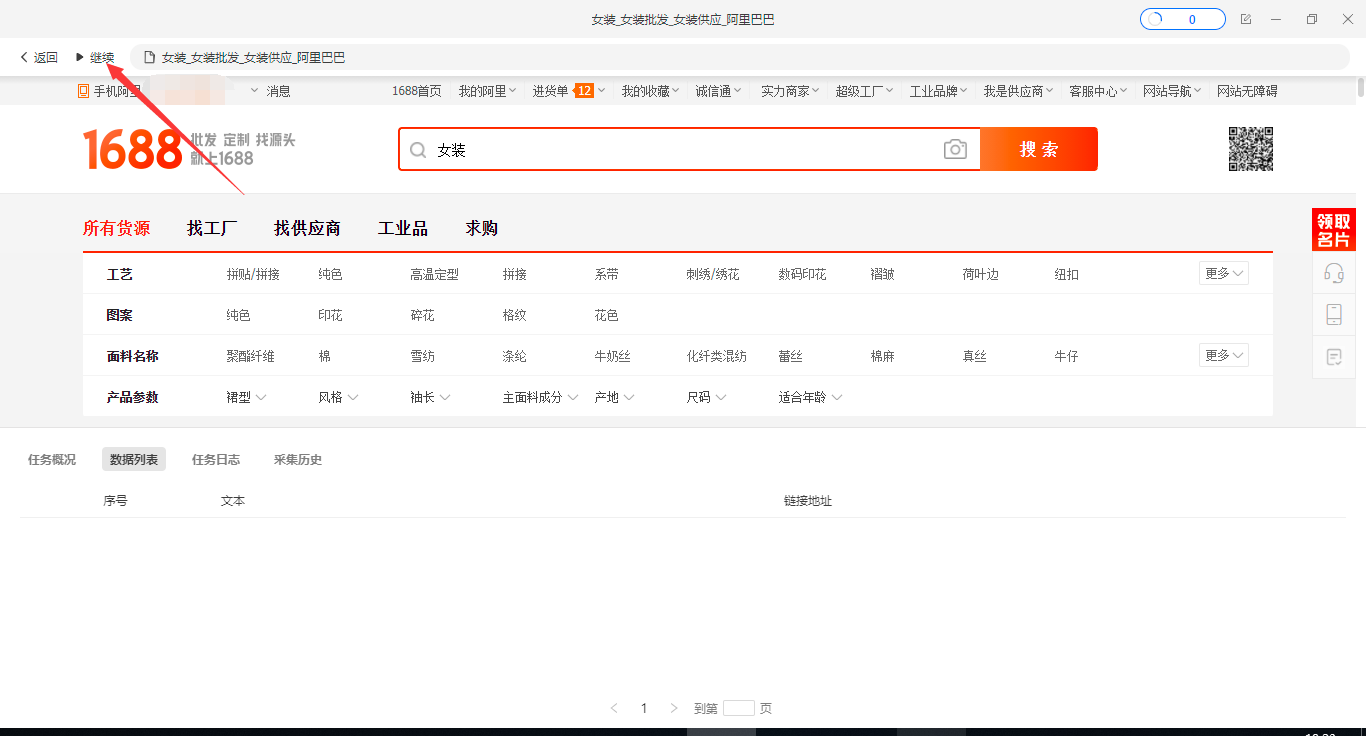 女装_女装批发_女装供应_阿里巴巴
0
返回 继续 女装_女装批发_女装供应_阿里巴巴
手机阿里 消息 1688首页 我的阿里 进货单 12 我的收藏 诚信通 实力商家 超级工厂 工业品牌 我是供应商 客服中心 网站导航 网站无障碍
1688 批发 定制 找源头
就上1688
女装 搜索
所有货源 找工厂 找供应商 工业品 求购
领取
名片
工艺 拼贴/拼接 纯色 高温定型 拼接 系带 刺绣/绣花 数码印花 褶皱 荷叶边 纽扣 更多
图案 纯色 印花 碎花 格纹 花色
面料名称 聚酯纤维 棉 雪纺 涤纶 牛奶丝 化纤类混纺 蕾丝 棉麻 真丝 牛仔 更多
产品参数 裙型 风格 袖长 主面料成分 产地 尺码 适合年龄
任务概况 数据列表 任务日志 采集历史
序号 文本 链接地址
1 到第 页